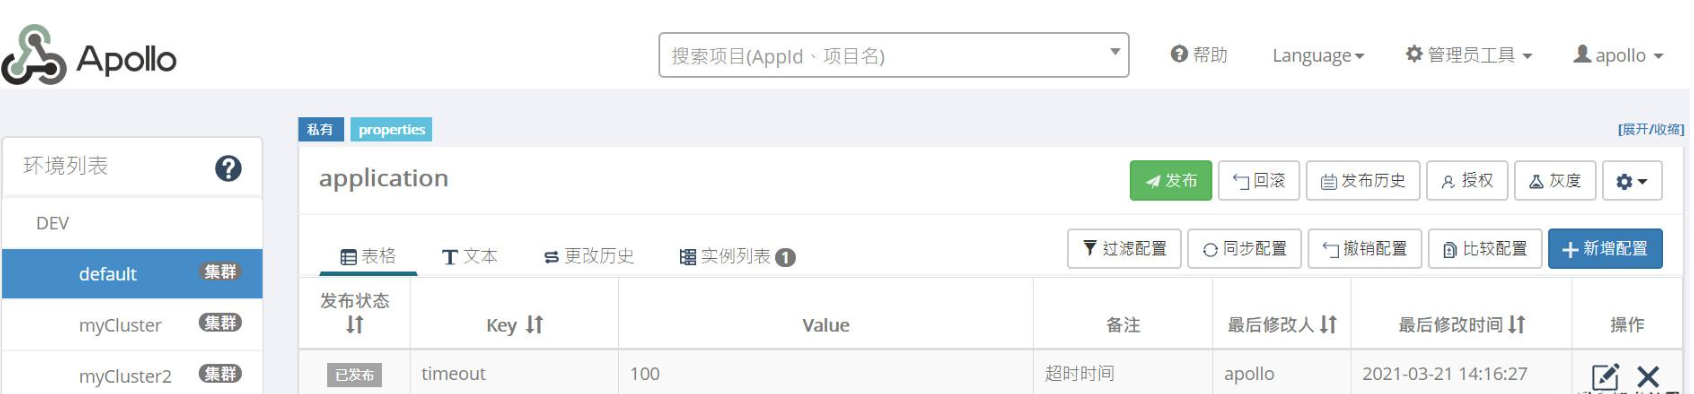 Apollo
搜索项目(AppId、项目名)
帮助
Language
管理员工具
apollo
私有 properties
[展开/收缩]
环境列表
DEV
default 集群
myCluster 集群
myCluster2 集群
application
发布 回滚 发布历史 授权 灰度
表格 文本 更改历史 实例列表 1
过滤配置 同步配置 撤销配置 比较配置 新增配置
发布状态 Key Value 备注 最后修改人 最后修改时间 操作
已发布 timeout 100 超时时间 apollo 2021-03-21 14:16:27